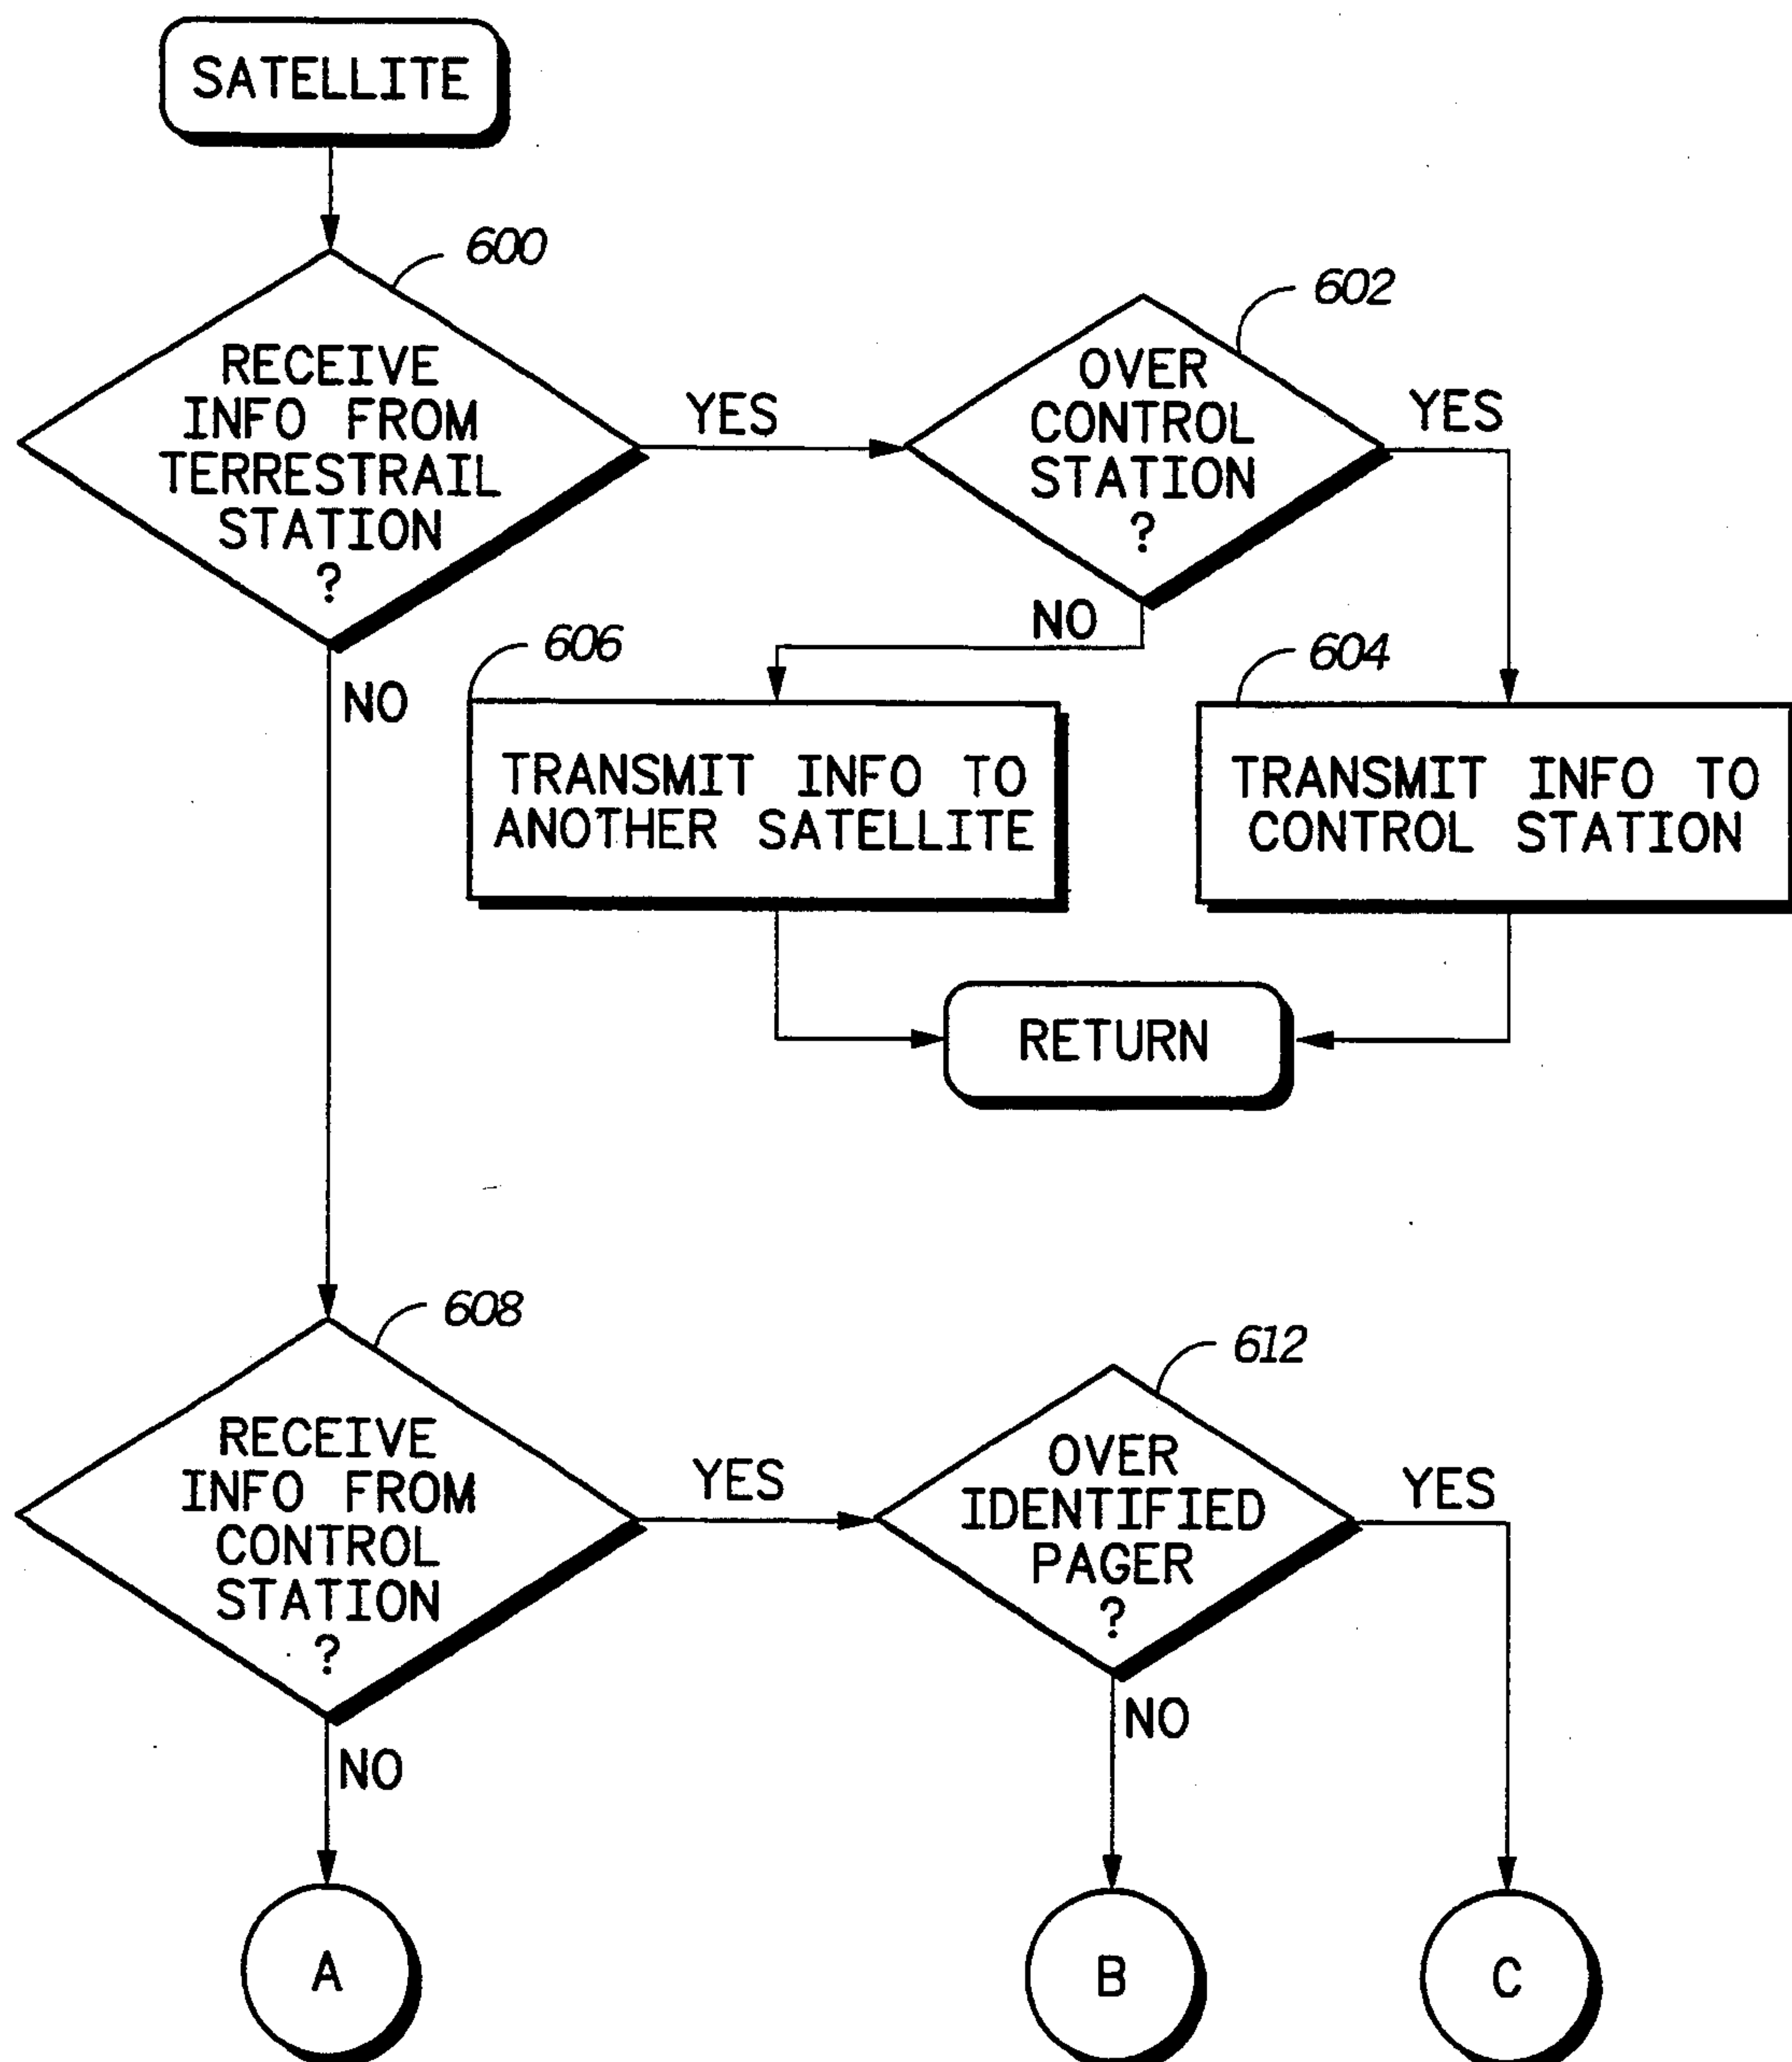 SATELLITE
600
RECEIVE
INFO FROM
TERRESTRAIL
STATION
?
YES
NO
602
OVER
CONTROL
STATION
?
YES
NO
606
TRANSMIT INFO TO
ANOTHER SATELLITE
604
TRANSMIT INFO TO
CONTROL STATION
RETURN
608
RECEIVE
INFO FROM
CONTROL
STATION
?
YES
NO
612
OVER
IDENTIFIED
PAGER
?
YES
NO
A
B
C